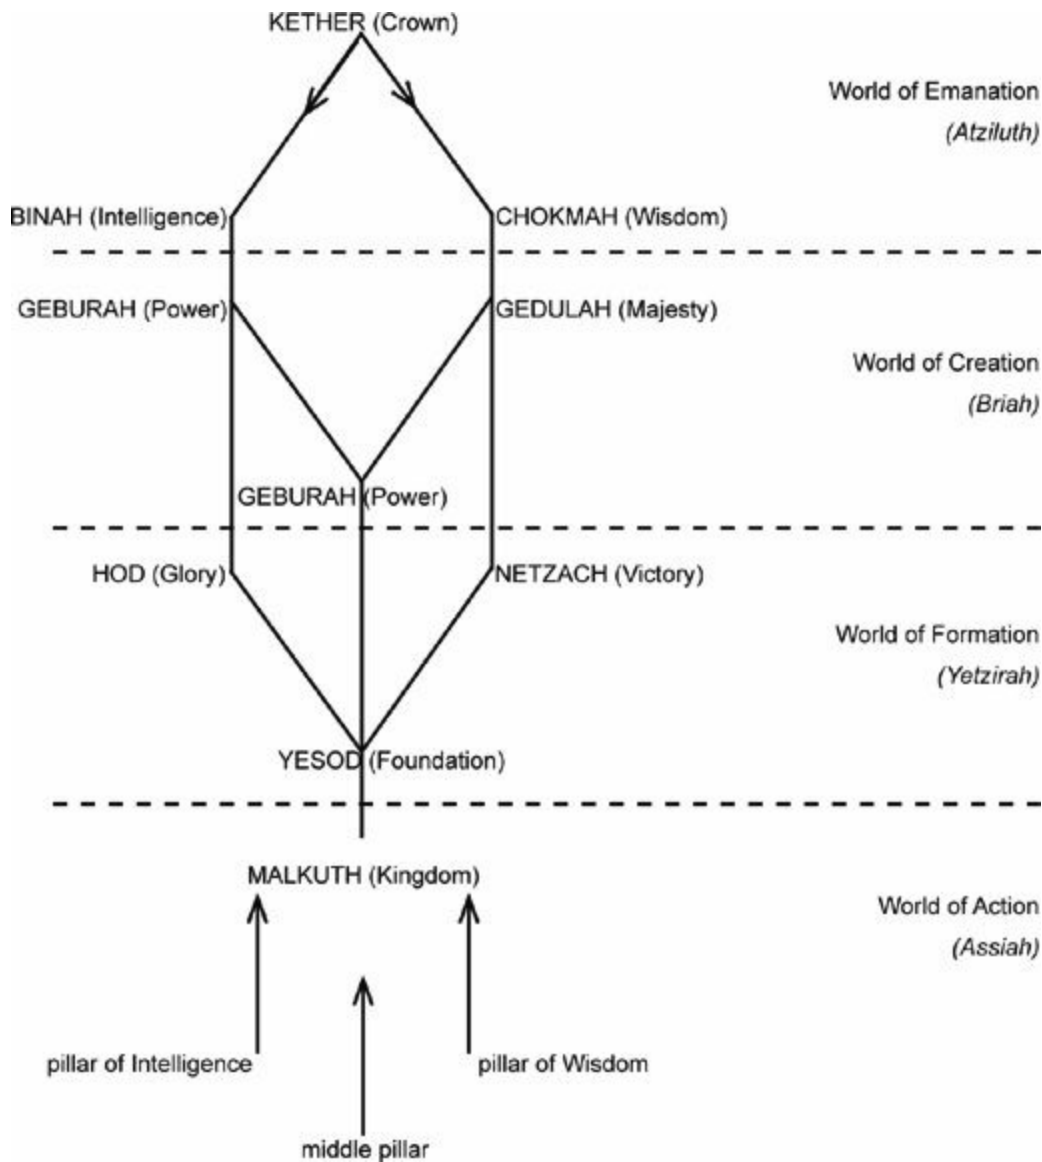 KETHER (Crown)
World of Emanation
(Atziluth)
BINAH (Intelligence)
CHOKMAH (Wisdom)
GEBURAH (Power)
GEDULAH (Majesty)
World of Creation
(Briah)
GEBURAH (Power)
HOD (Glory)
NETZACH (Victory)
World of Formation
(Yetzirah)
YESOD (Foundation)
MALKUTH (Kingdom)
World of Action
(Assiah)
pillar of Intelligence
pillar of Wisdom
middle pillar